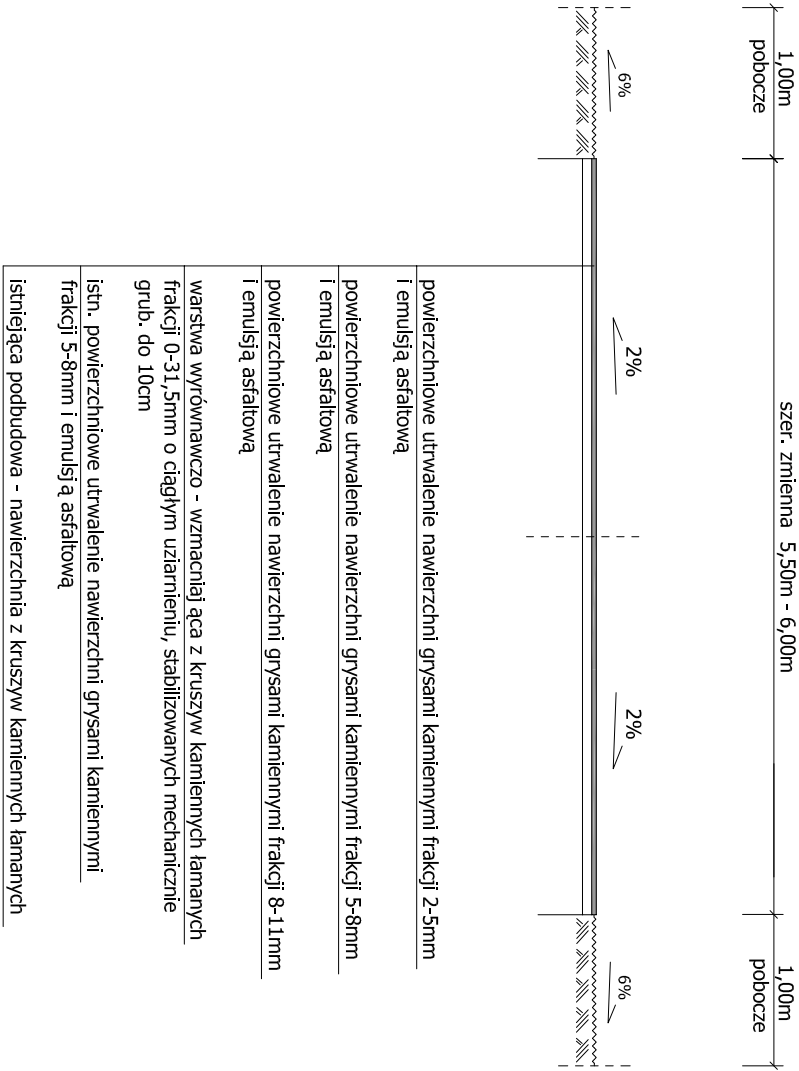 1,00m
pobocze
szer. zmienna 5,50m - 6,00m
1,00m
pobocze
6%
2%
2%
6%
powierzchniowe utrwalenie nawierzchni grysami kamiennymi frakcji 2-5mm
i emulsją asfaltową
powierzchniowe utrwalenie nawierzchni grysami kamiennymi frakcji 5-8mm
i emulsją asfaltową
powierzchniowe utrwalenie nawierzchni grysami kamiennymi frakcji 8-11mm
i emulsją asfaltową
warstwa wyrównawczo - wzmacniająca z kruszyw kamiennych łamanych
frakcji 0-31,5mm o ciągłym uziarnieniu, stabilizowanych mechanicznie
grub. do 10cm
istn. powierzchniowe utrwalenie nawierzchni grysami kamiennymi
frakcji 5-8mm i emulsją asfaltową
istniejąca podbudowa - nawierzchnia z kruszyw kamiennych łamanych